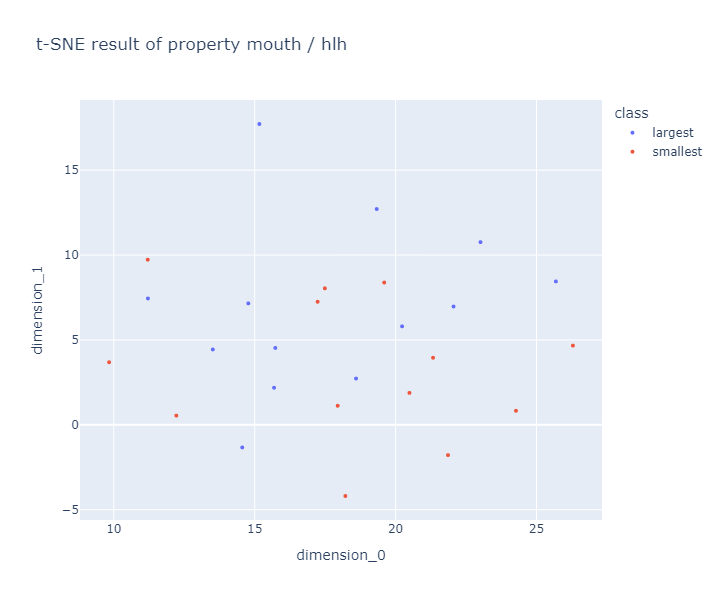 t-SNE result of property mouth / hlh
class
largest
smallest
15
10
5
0
−5
dimension_1
10
15
20
25
dimension_0